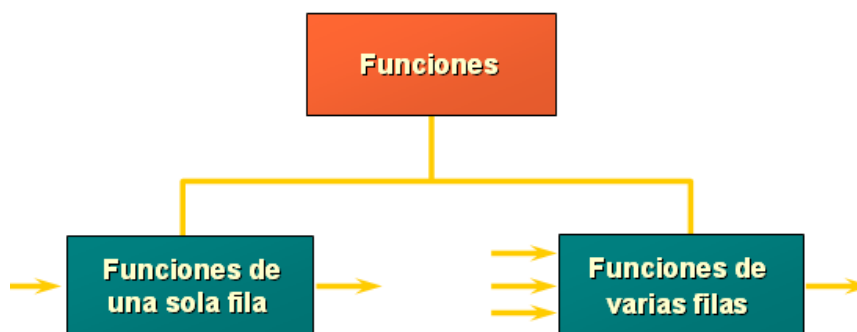 Funciones
Funciones de
una sola fila
Funciones de
varias filas